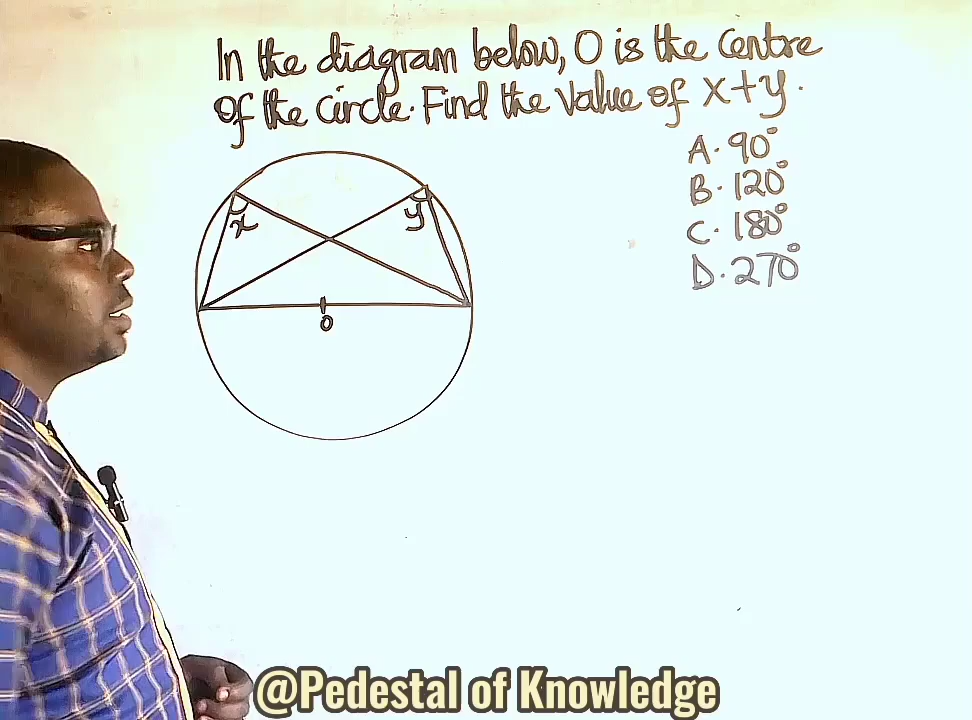 In the diagram below, O is the Centre
of the circle. Find the value of x+y.
A. 90°
B. 120°
C. 180°
D. 270°
x
y
O
@Pedestal of Knowledge